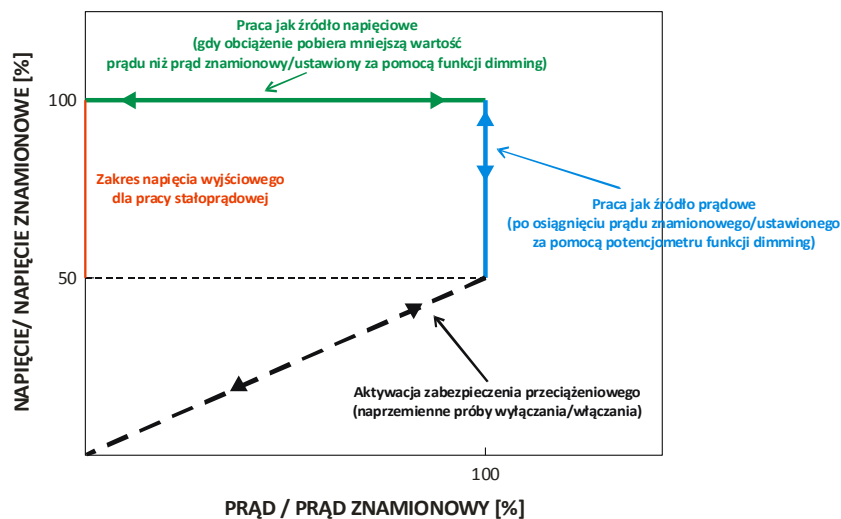 Praca jak źródło napięciowe
(gdy obciążenie pobiera mniejszą wartość
prądu niż prąd znamionowy/ustawiony za pomocą funkcji dimming)
NAPIĘCIE/ NAPIĘCIE ZNAMIONOWE [%]
100
Zakres napięcia wyjściowego
dla pracy stałoprądowej
Praca jak źródło prądowe
(po osiągnięciu prądu znamionowego/ustawionego
za pomocą potencjometru funkcji dimming)
50
Aktywacja zabezpieczenia przeciążeniowego
(naprzemienne próby wyłączania/włączania)
100
PRĄD / PRĄD ZNAMIONOWY [%]